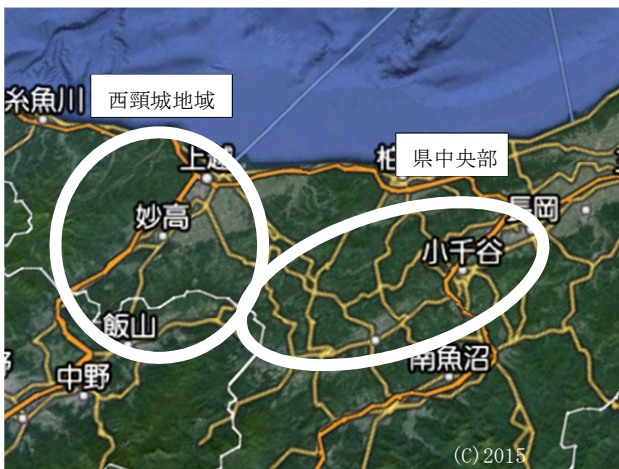 糸魚川
西頸城地域
上越
県中央部
長岡
妙高
小千谷
飯山
南魚沼
中野
(C)2015